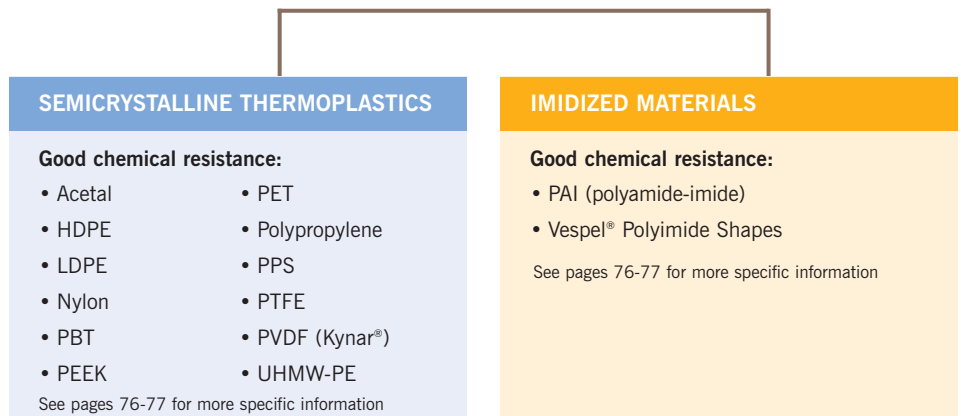 SEMICRYSTALLINE THERMOPLASTICS
Good chemical resistance:
• Acetal
• HDPE
• LDPE
• Nylon
• PBT
• PEEK
• PET
• Polypropylene
• PPS
• PTFE
• PVDF (Kynar®)
• UHMW-PE
See pages 76-77 for more specific information
IMIDIZED MATERIALS
Good chemical resistance:
• PAI (polyamide-imide)
• Vespel® Polyimide Shapes
See pages 76-77 for more specific information